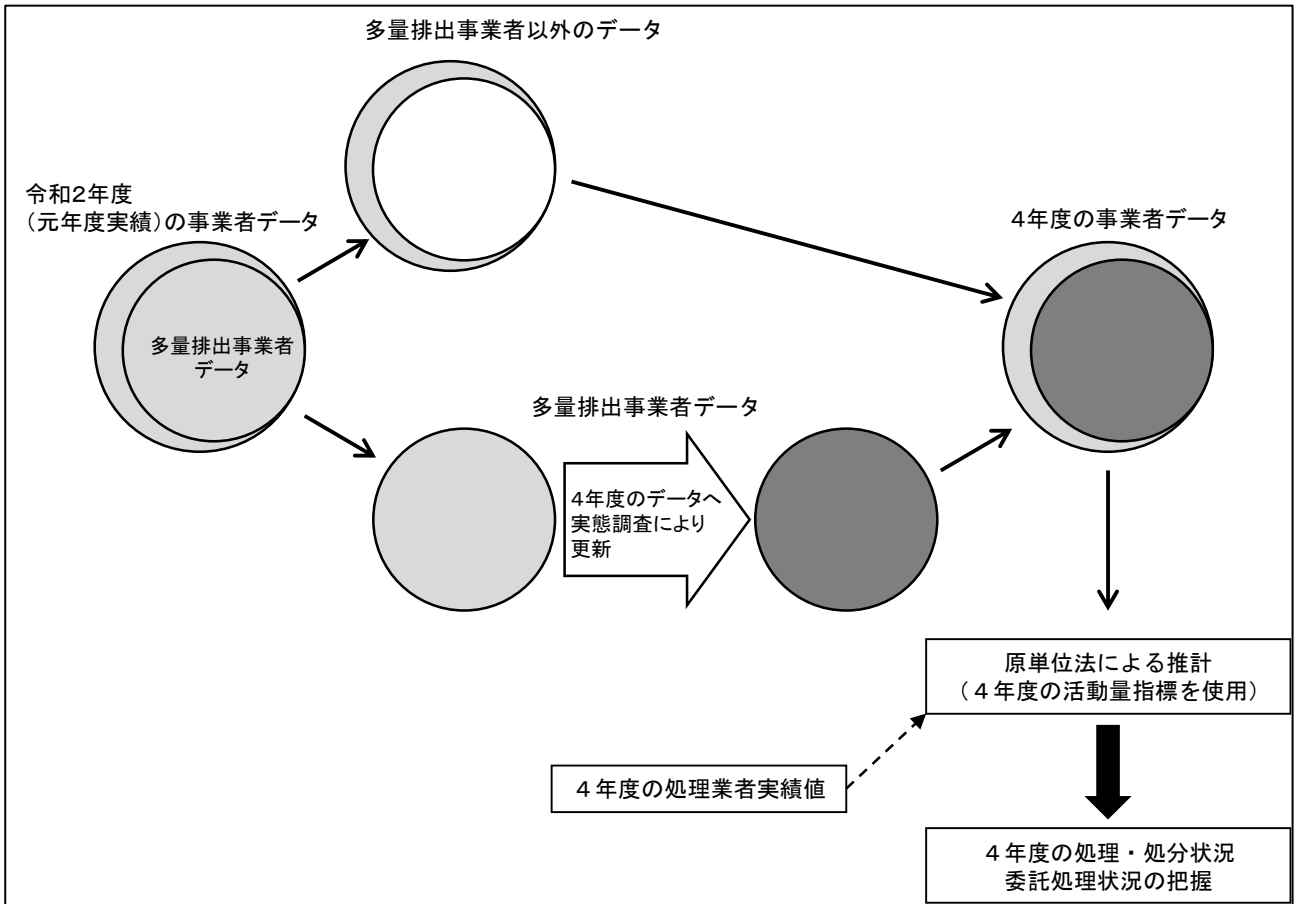 多量排出事業者以外のデータ
令和2年度
(元年度実績)の事業者データ
4年度の事業者データ
多量排出事業者
データ
多量排出事業者データ
4年度のデータへ
実態調査により
更新
原単位法による推計
(４年度の活動量指標を使用)
４年度の処理業者実績値
４年度の処理・処分状況
委託処理状況の把握